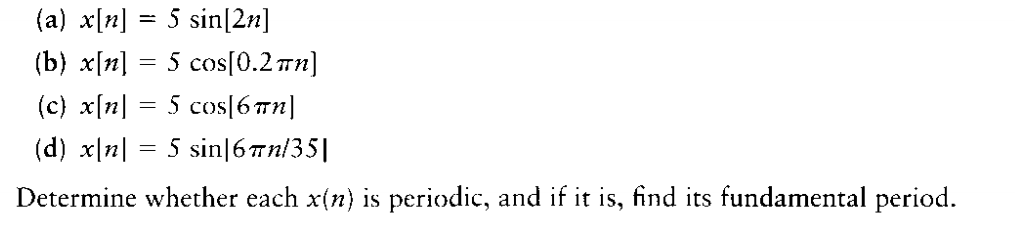 (a) x[n] = 5 sin[2n]
(b) x[n] = 5 cos[0.2πn]
(c) x[n] = 5 cos[6πn]
(d) x[n] = 5 sin[6πn/35]
Determine whether each x(n) is periodic, and if it is, find its fundamental period.